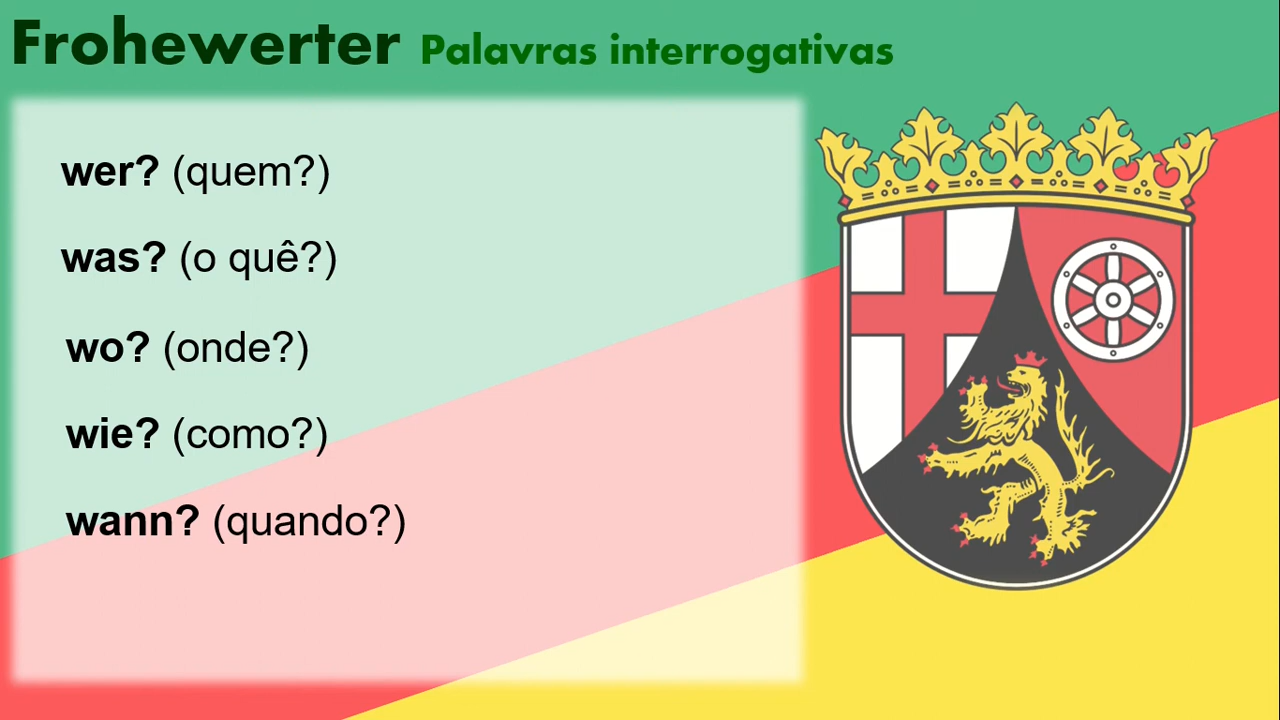 Frohewerter Palavras interrogativas
wer? (quem?)
was? (o quê?)
wo? (onde?)
wie? (como?)
wann? (quando?)